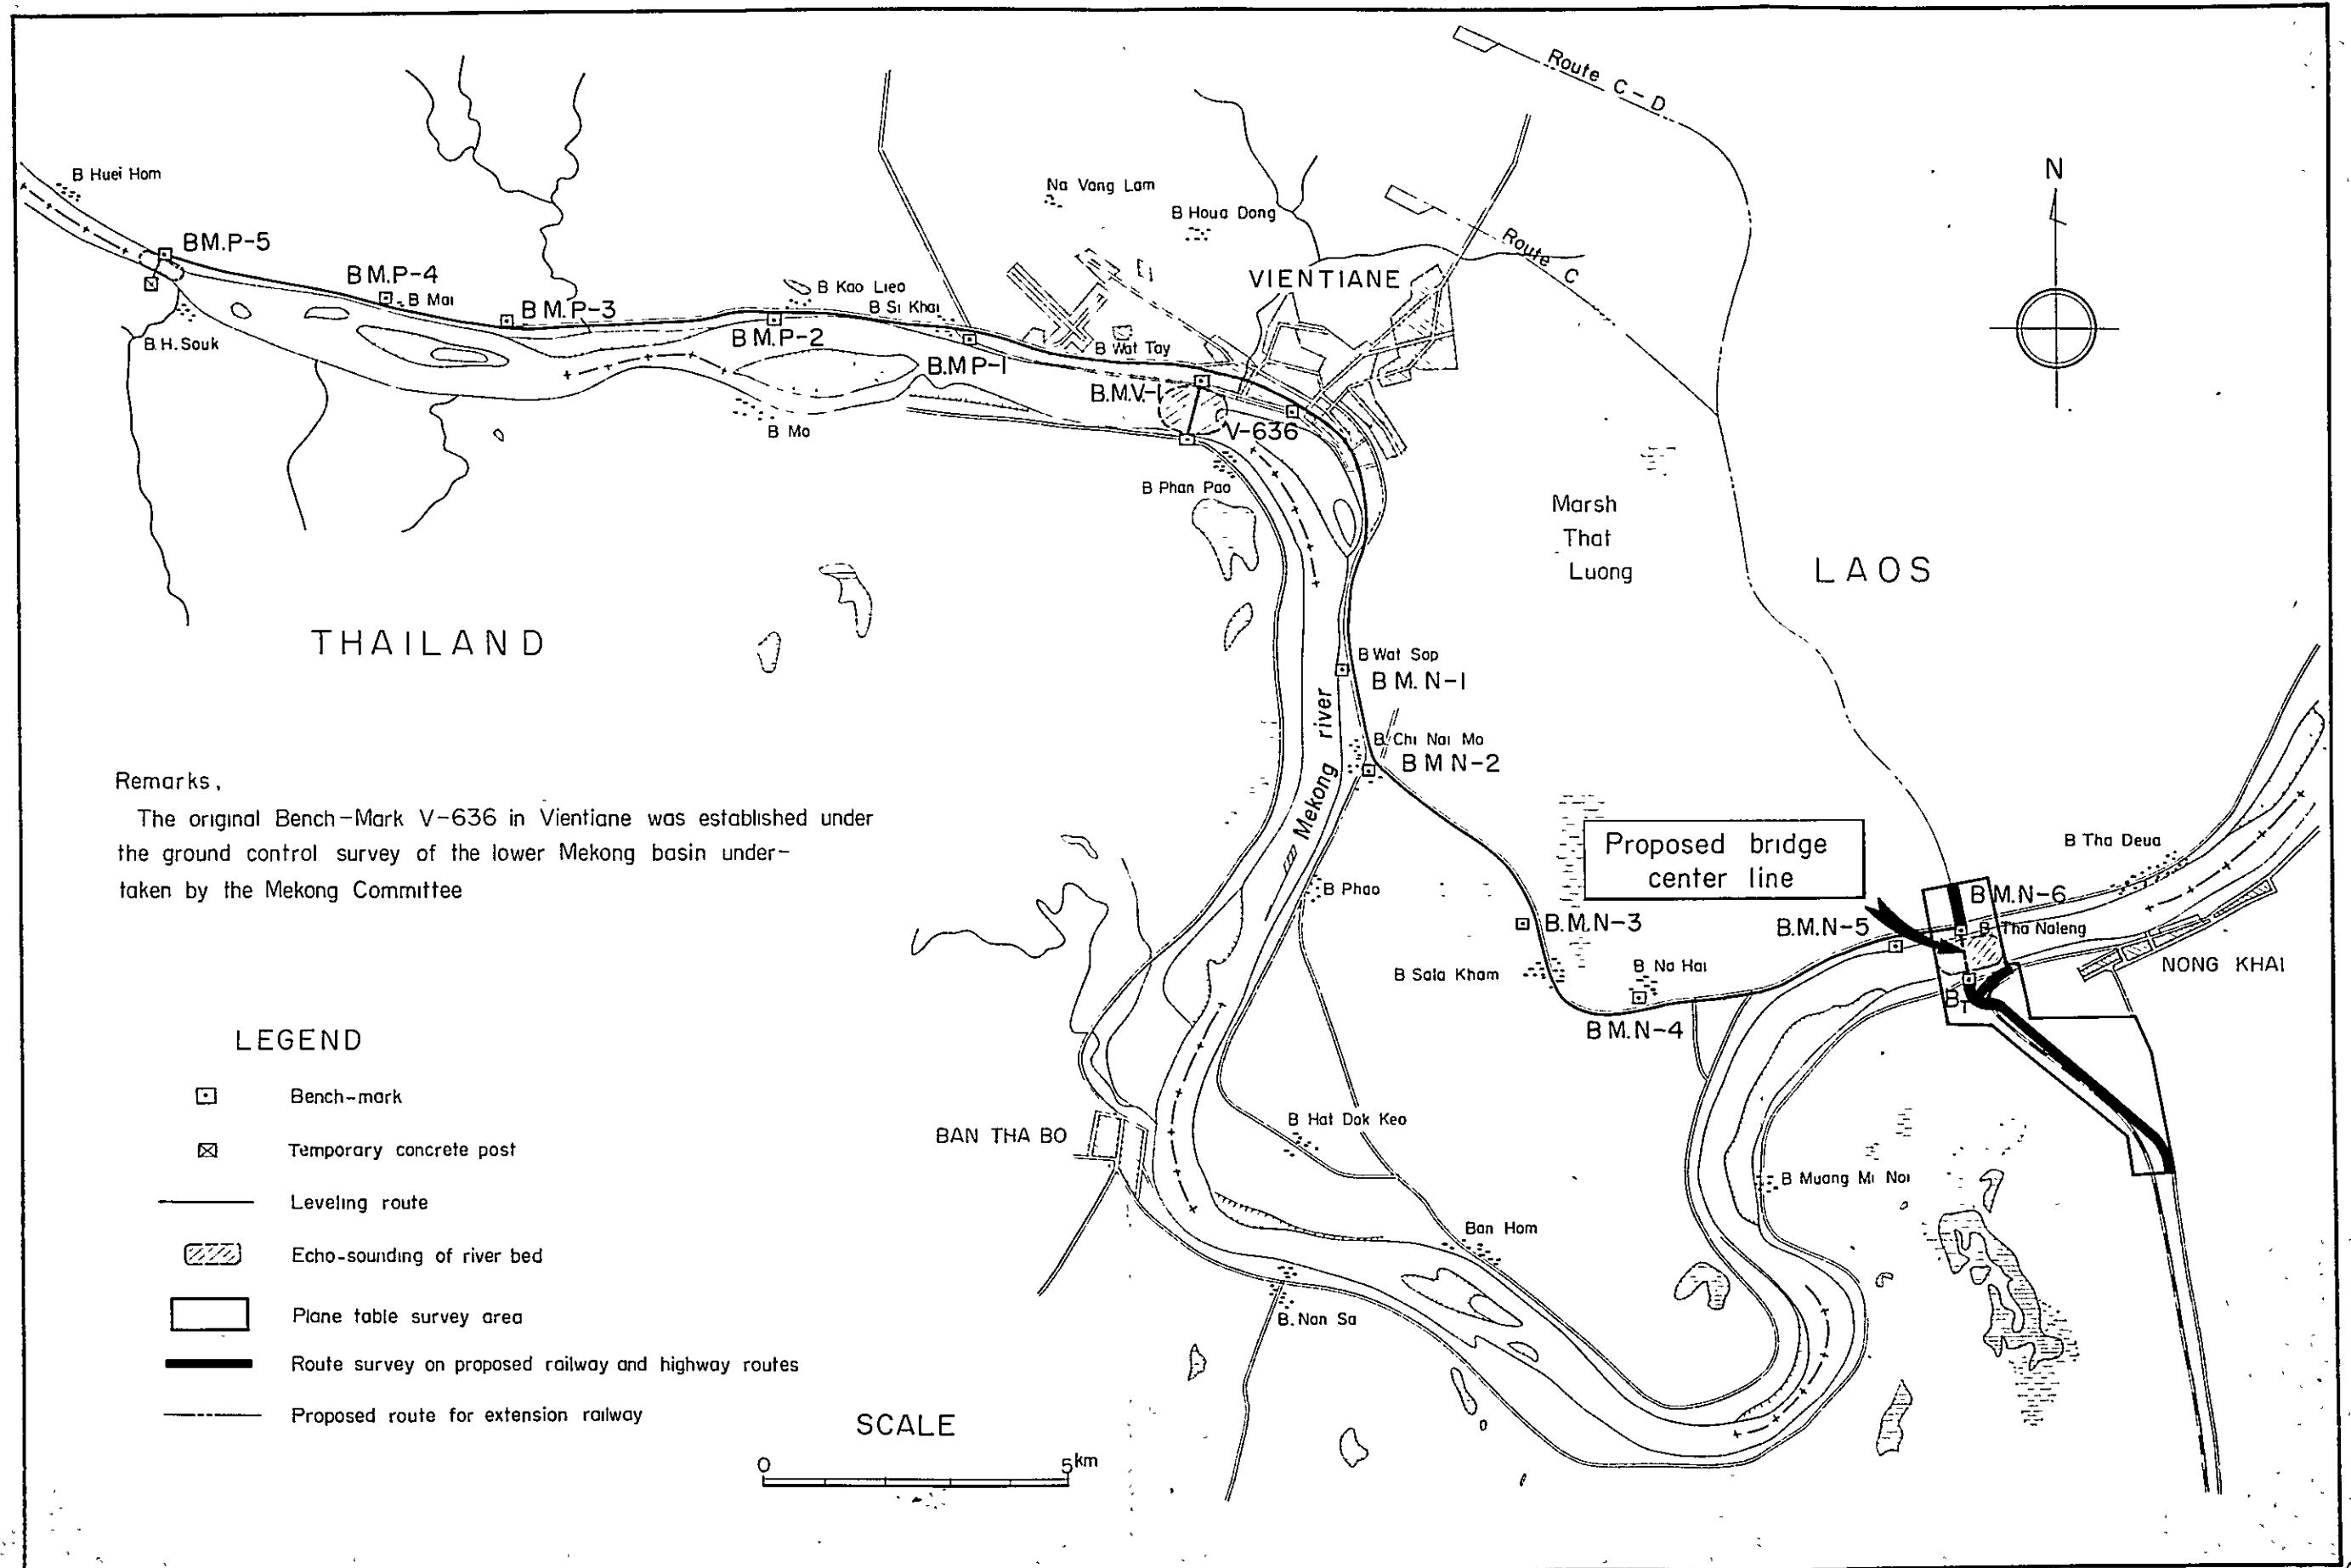 Route C-D
N
B Huei Hom
Na Vang Lam
B Houa Dong
Route C
BM.P-5
BM.P-4
B Mai
BM.P-3
B Kao Lieo
B Si Khai
VIENTIANE
B.H.Souk
BM.P-2
B.M P-1
B Wat Tay
B.M.V-1
V-636
B Mo
B Phan Pao
Marsh
That
Luong
LAOS
THAILAND
B Wat Sop
B M. N-1
Mekong river
B Chi Nai Mo
B M N-2
Remarks,
The original Bench-Mark V-636 in Vientiane was established under
the ground control survey of the lower Mekong basin under-
taken by the Mekong Committee
Proposed bridge
center line
B Tha Deua
B Phao
B.M.N-3
B.M.N-5
B.M.N-6
B Tha Naleng
B Sala Kham
B Na Hai
NONG KHAI
B M.N-4
BT
LEGEND
Bench-mark
Temporary concrete post
Leveling route
Echo-sounding of river bed
Plane table survey area
Route survey on proposed railway and highway routes
Proposed route for extension railway
BAN THA BO
B Hat Dok Keo
B Muang Mi Noi
Ban Hom
B.Nan Sa
SCALE
0 5km